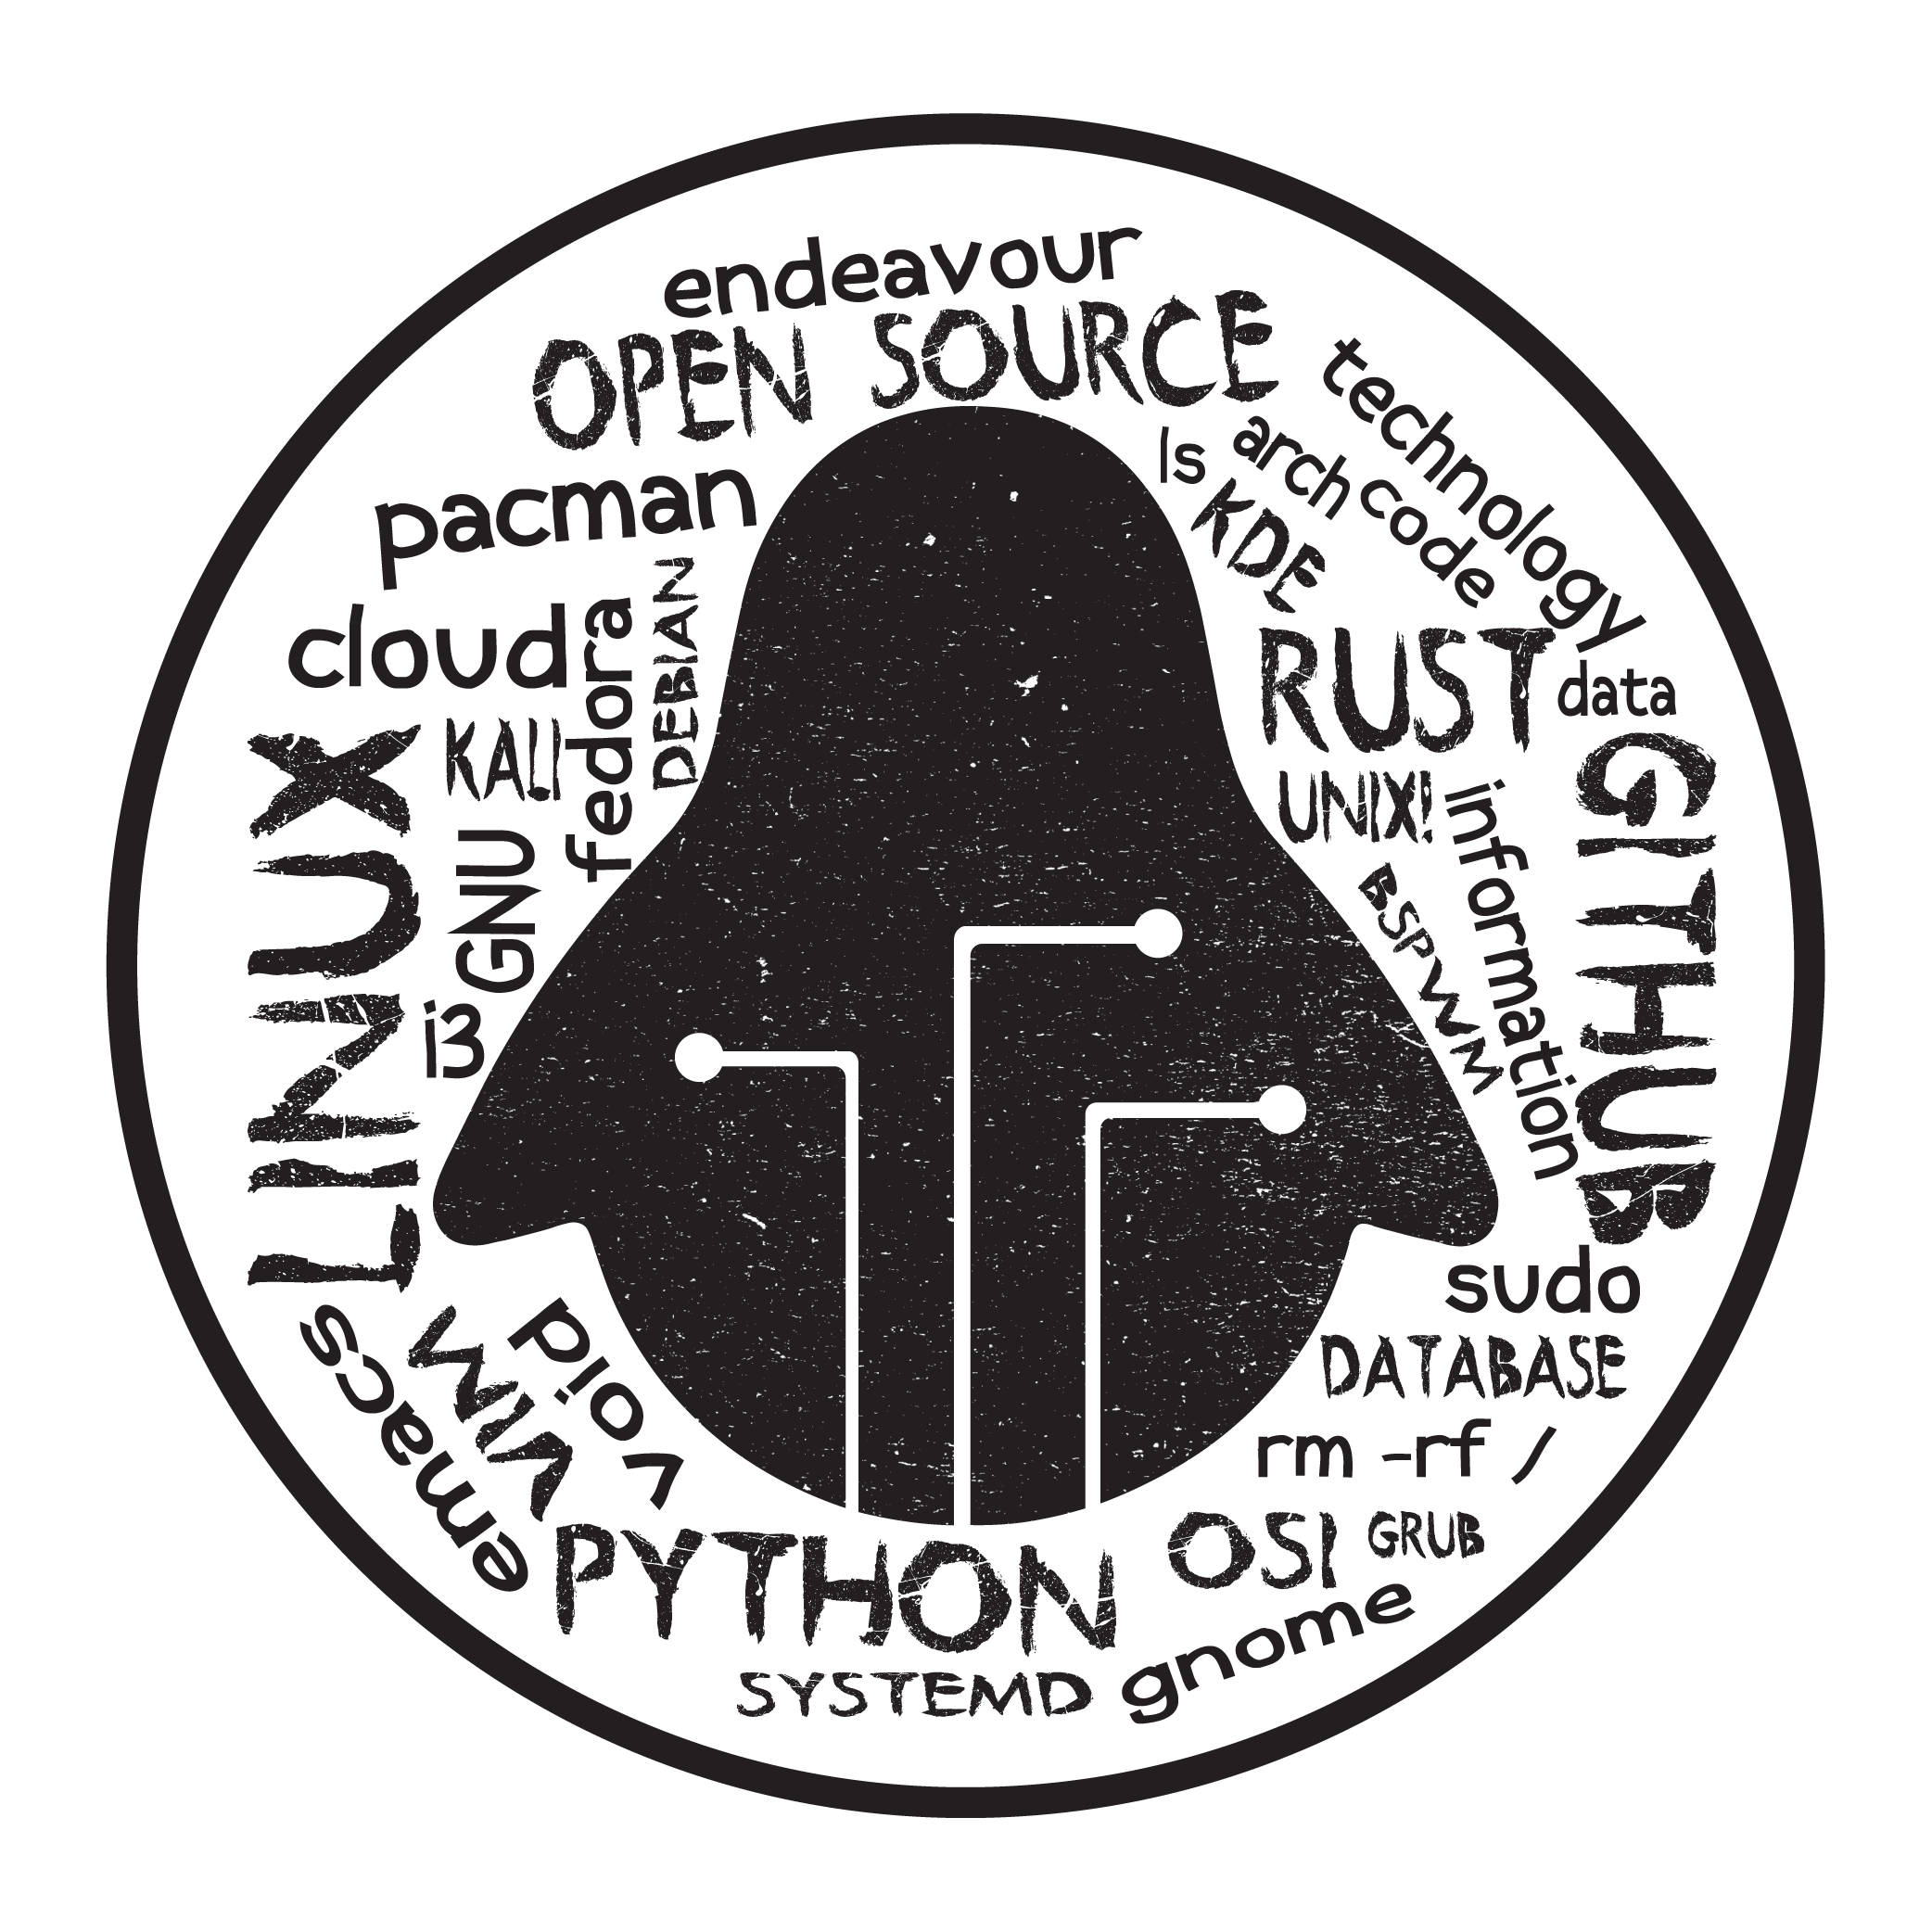 endeavour
OPEN SOURCE
technology
ls
arch
code
pacman
KDE
DEBIAN
fedora
cloud
RUST
data
KALI
LINUX
GITHUB
UNIX!
information
GNU
BSPWM
i3
sudo
void
VIM
emacs
DATABASE
rm -rf /
PYTHON
OSI
GRUB
gnome
SYSTEMD